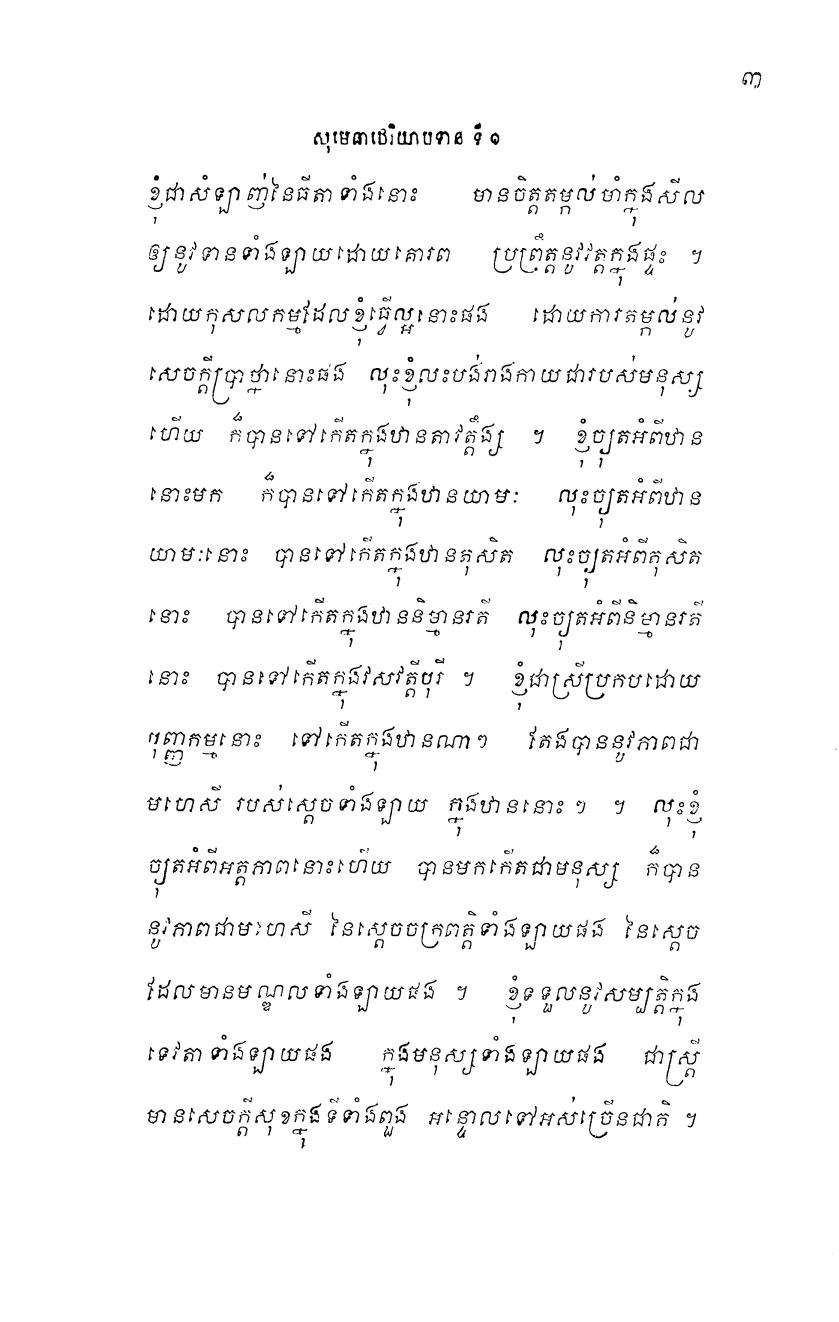 ៣
សុមេធាថេរិយាបទាន ទី ១
ខ្ញុំជាសំឡាញ់នៃធីតាទាំងនោះ មានចិត្តតម្កល់មាំក្នុងសីល
ឲ្យនូវទានទាំងឡាយដោយគោរព ប្រព្រឹត្តនូវវត្តក្នុងផ្ទះ ។
ដោយកុសលកម្មដែលខ្ញុំធ្វើល្អនោះផង ដោយការតម្កល់នូវ
សេចក្តីប្រាថ្នានោះផង លុះខ្ញុំលះបង់រាងកាយជារបស់មនុស្ស
ហើយ ក៏បានទៅកើតក្នុងឋានតាវត្តឹង្ស ។ ខ្ញុំច្យុតអំពីឋាន
នោះមក ក៏បានទៅកើតក្នុងឋានយាមៈ លុះច្យុតអំពីឋាន
យាមៈនោះ បានទៅកើតក្នុងឋានតុសិត លុះច្យុតអំពីតុសិត
នោះ បានទៅកើតក្នុងឋាននិម្មានរតី លុះច្យុតអំពីនិម្មានរតី
នោះ បានទៅកើតក្នុងវសវត្តីបុរី ។ ខ្ញុំជាស្រីប្រកបដោយ
បុញ្ញកម្មនោះ ទៅកើតក្នុងឋានណាៗ តែងបាននូវភាពជា
មហេសី របស់ស្តេចទាំងឡាយ ក្នុងឋាននោះៗ ។ លុះខ្ញុំ
ច្យុតអំពីអត្តភាពនោះហើយ បានមកកើតជាមនុស្ស ក៏បាន
នូវភាពជាមហេសី នៃស្តេចចក្រពត្តិទាំងឡាយផង នៃស្តេច
ដែលមានមណ្ឌលទាំងឡាយផង ។ ខ្ញុំទទួលនូវសម្បត្តិក្នុង
ទេវតាទាំងឡាយផង ក្នុងមនុស្សទាំងឡាយផង ជាស្ត្រី
មានសេចក្តីសុខក្នុងទីទាំងពួង អន្ទោលទៅអស់ច្រើនជាតិ ។